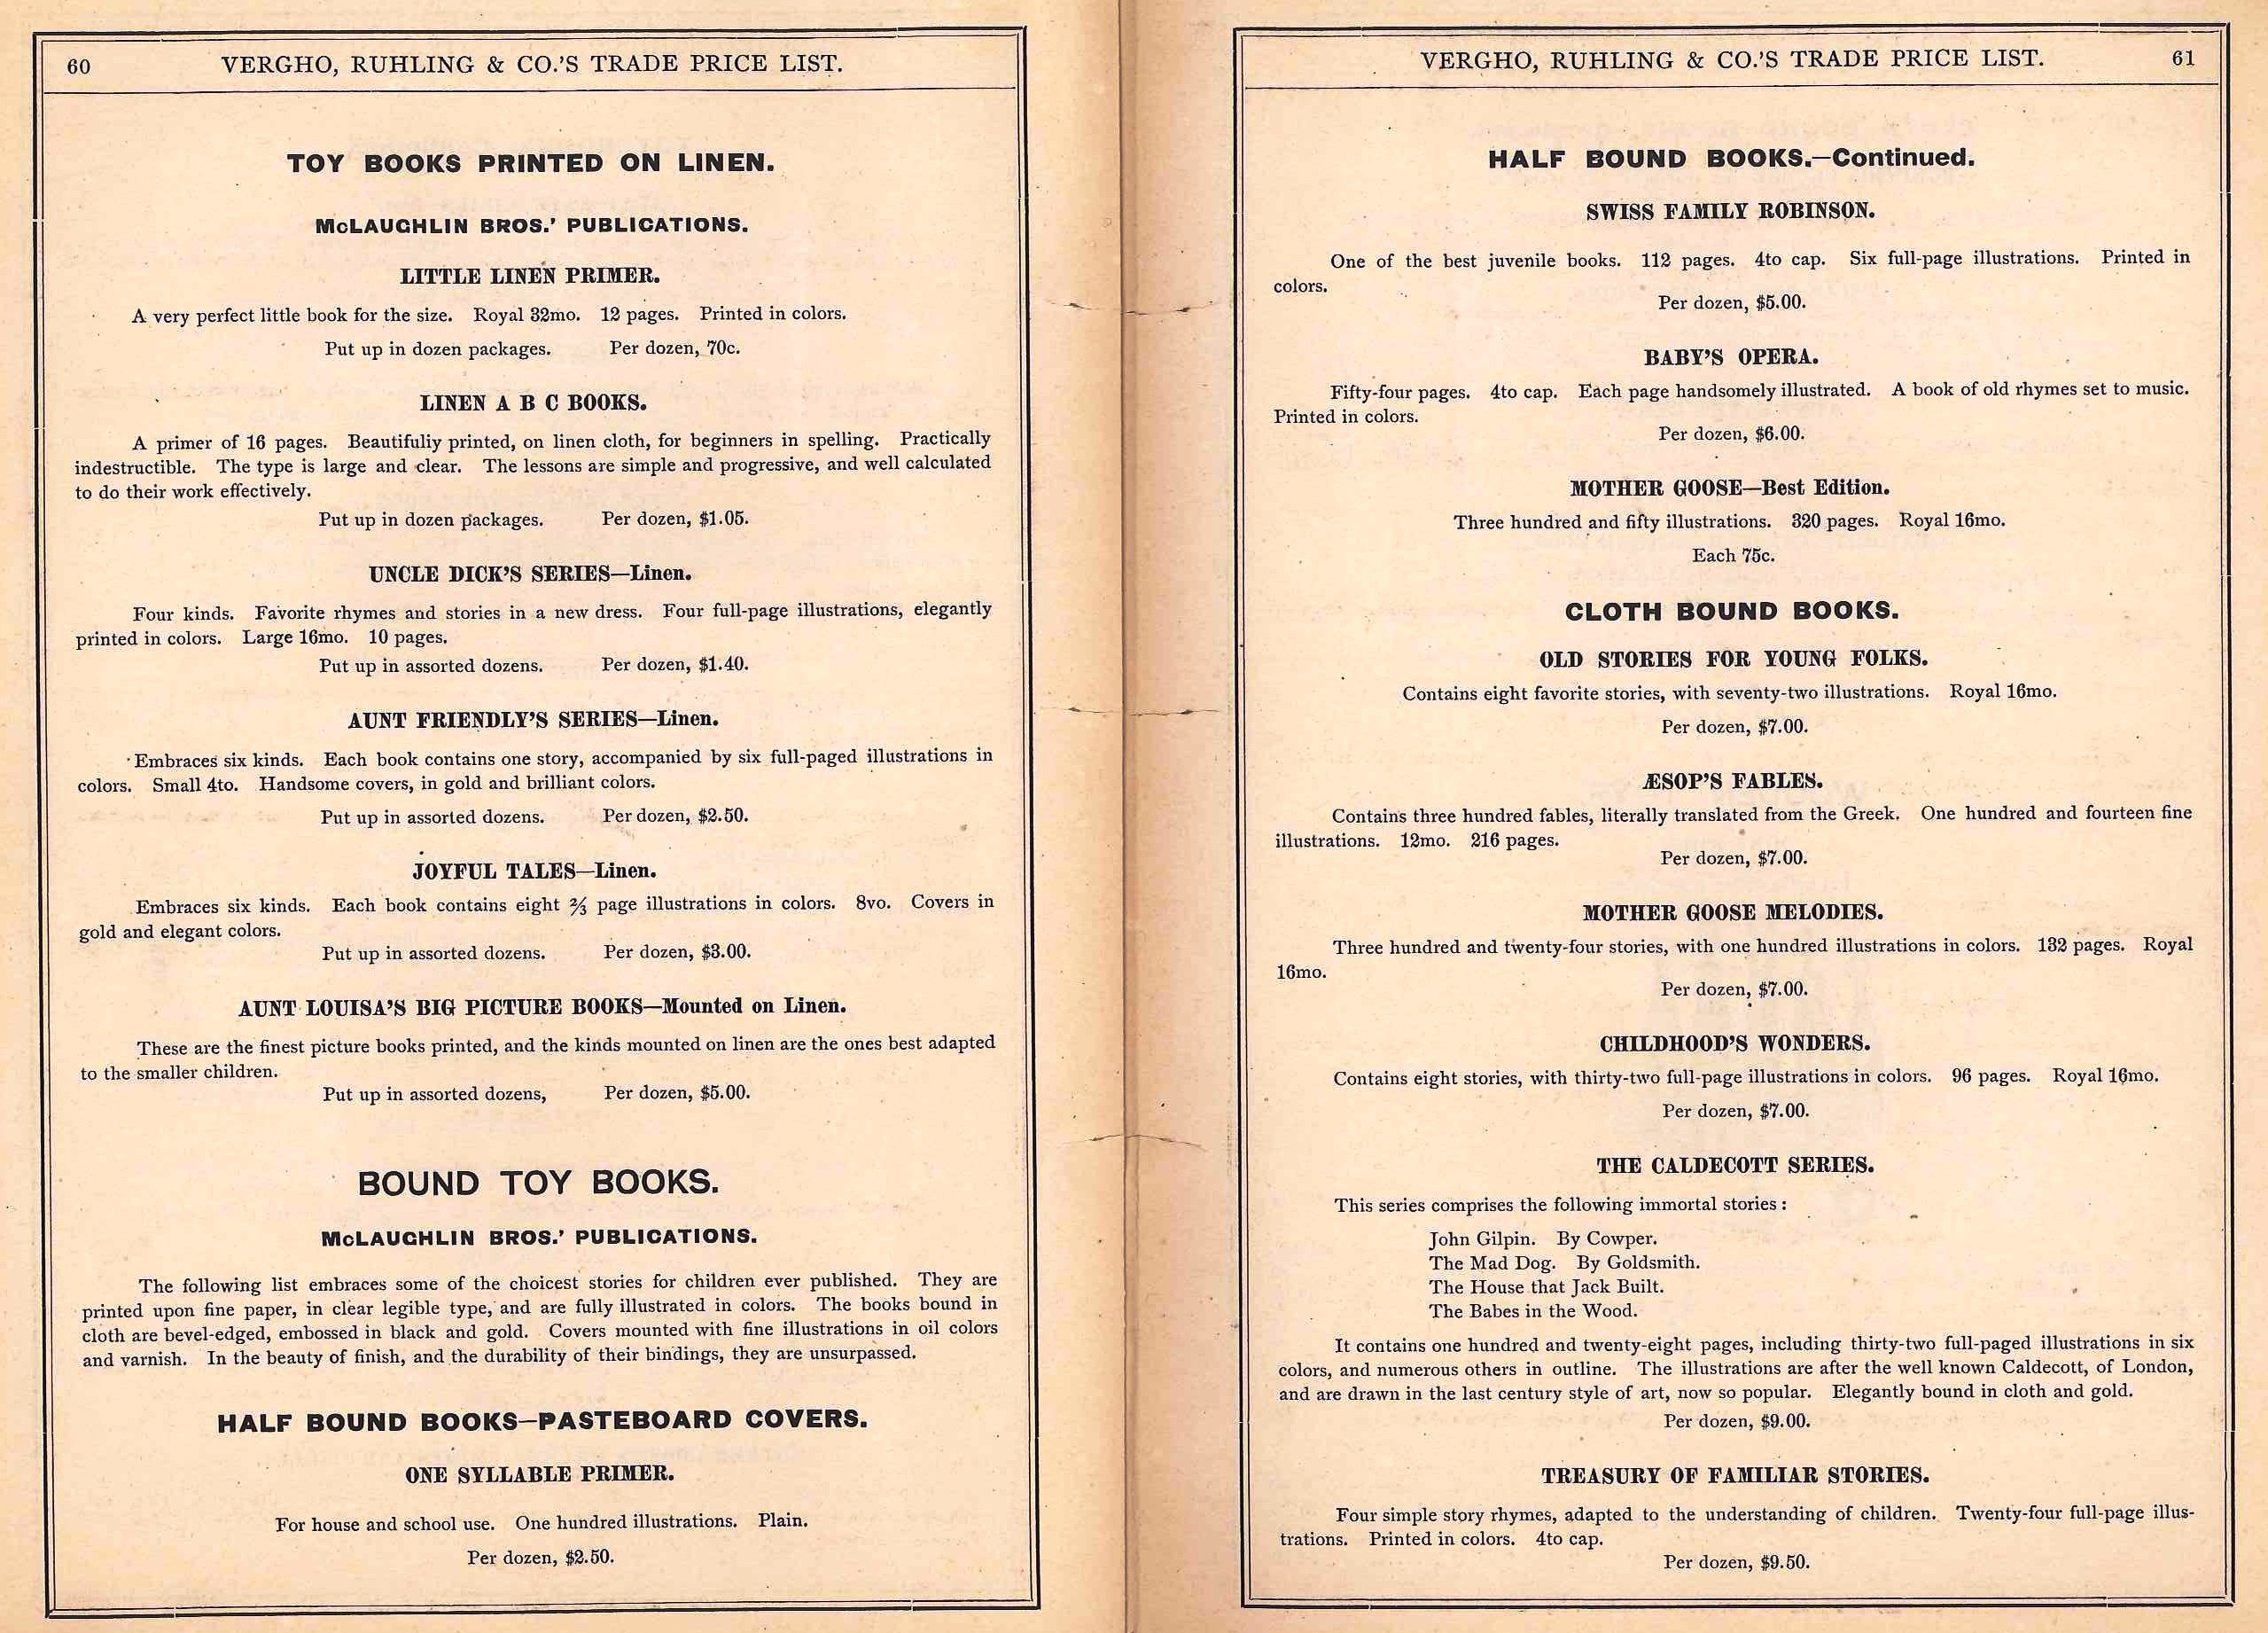 60 VERGHO, RUHLING & CO.'S TRADE PRICE LIST.
TOY BOOKS PRINTED ON LINEN.
McLAUGHLIN BROS.' PUBLICATIONS.
LITTLE LINEN PRIMER.
A very perfect little book for the size. Royal 32mo. 12 pages. Printed in colors.
Put up in dozen packages. Per dozen, 70c.
LINEN A B C BOOKS.
A primer of 16 pages. Beautifuliy printed, on linen cloth, for beginners in spelling. Practically
indestructible. The type is large and clear. The lessons are simple and progressive, and well calculated
to do their work effectively.
Put up in dozen packages. Per dozen, $1.05.
UNCLE DICK'S SERIES—Linen.
Four kinds. Favorite rhymes and stories in a new dress. Four full-page illustrations, elegantly
printed in colors. Large 16mo. 10 pages.
Put up in assorted dozens. Per dozen, $1.40.
AUNT FRIENDLY'S SERIES—Linen.
Embraces six kinds. Each book contains one story, accompanied by six full-paged illustrations in
colors. Small 4to. Handsome covers, in gold and brilliant colors.
Put up in assorted dozens. Per dozen, $2.50.
JOYFUL TALES—Linen.
Embraces six kinds. Each book contains eight ⅔ page illustrations in colors. 8vo. Covers in
gold and elegant colors.
Put up in assorted dozens. Per dozen, $3.00.
AUNT LOUISA'S BIG PICTURE BOOKS—Mounted on Linen.
These are the finest picture books printed, and the kinds mounted on linen are the ones best adapted
to the smaller children.
Put up in assorted dozens, Per dozen, $5.00.
BOUND TOY BOOKS.
McLAUGHLIN BROS.' PUBLICATIONS.
The following list embraces some of the choicest stories for children ever published. They are
printed upon fine paper, in clear legible type, and are fully illustrated in colors. The books bound in
cloth are bevel-edged, embossed in black and gold. Covers mounted with fine illustrations in oil colors
and varnish. In the beauty of finish, and the durability of their bindings, they are unsurpassed.
HALF BOUND BOOKS—PASTEBOARD COVERS.
ONE SYLLABLE PRIMER.
For house and school use. One hundred illustrations. Plain.
Per dozen, $2.50.
VERGHO, RUHLING & CO.'S TRADE PRICE LIST. 61
HALF BOUND BOOKS.—Continued.
SWISS FAMILY ROBINSON.
One of the best juvenile books. 112 pages. 4to cap. Six full-page illustrations. Printed in
colors.
Per dozen, $5.00.
BABY'S OPERA.
Fifty-four pages. 4to cap. Each page handsomely illustrated. A book of old rhymes set to music.
Printed in colors.
Per dozen, $6.00.
MOTHER GOOSE—Best Edition.
Three hundred and fifty illustrations. 320 pages. Royal 16mo.
Each 75c.
CLOTH BOUND BOOKS.
OLD STORIES FOR YOUNG FOLKS.
Contains eight favorite stories, with seventy-two illustrations. Royal 16mo.
Per dozen, $7.00.
ÆSOP'S FABLES.
Contains three hundred fables, literally translated from the Greek. One hundred and fourteen fine
illustrations. 12mo. 216 pages.
Per dozen, $7.00.
MOTHER GOOSE MELODIES.
Three hundred and twenty-four stories, with one hundred illustrations in colors. 132 pages. Royal
16mo.
Per dozen, $7.00.
CHILDHOOD'S WONDERS.
Contains eight stories, with thirty-two full-page illustrations in colors. 96 pages. Royal 16mo.
Per dozen, $7.00.
THE CALDECOTT SERIES.
This series comprises the following immortal stories :
John Gilpin. By Cowper.
The Mad Dog. By Goldsmith.
The House that Jack Built.
The Babes in the Wood.
It contains one hundred and twenty-eight pages, including thirty-two full-paged illustrations in six
colors, and numerous others in outline. The illustrations are after the well known Caldecott, of London,
and are drawn in the last century style of art, now so popular. Elegantly bound in cloth and gold.
Per dozen, $9.00.
TREASURY OF FAMILIAR STORIES.
Four simple story rhymes, adapted to the understanding of children. Twenty-four full-page illus-
trations. Printed in colors. 4to cap.
Per dozen, $9.50.